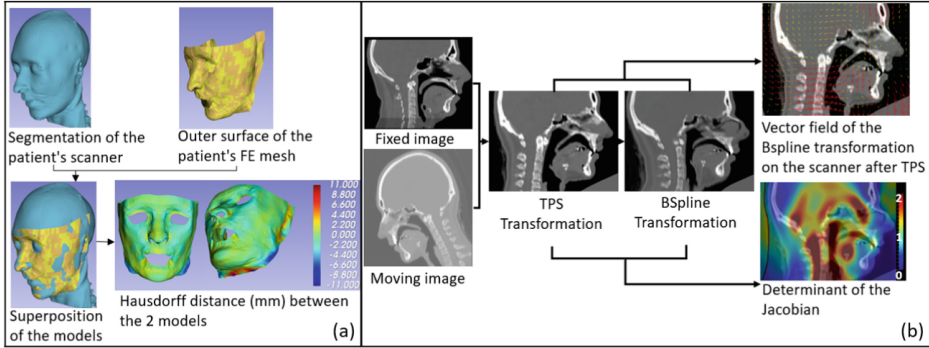 Segmentation of the
patient's scanner
Outer surface of the
patient's FE mesh
Superposition
of the models
11.000
8.800
6.600
4.400
2.200
0.000
-2.200
-4.400
-6.600
-8.800
-11.000
Hausdorff distance (mm) between
the 2 models
(a)
Fixed image
Moving image
TPS
Transformation
BSpline
Transformation
Vector field of the
Bspline transformation
on the scanner after TPS
2
1
0
Determinant of the
Jacobian
(b)